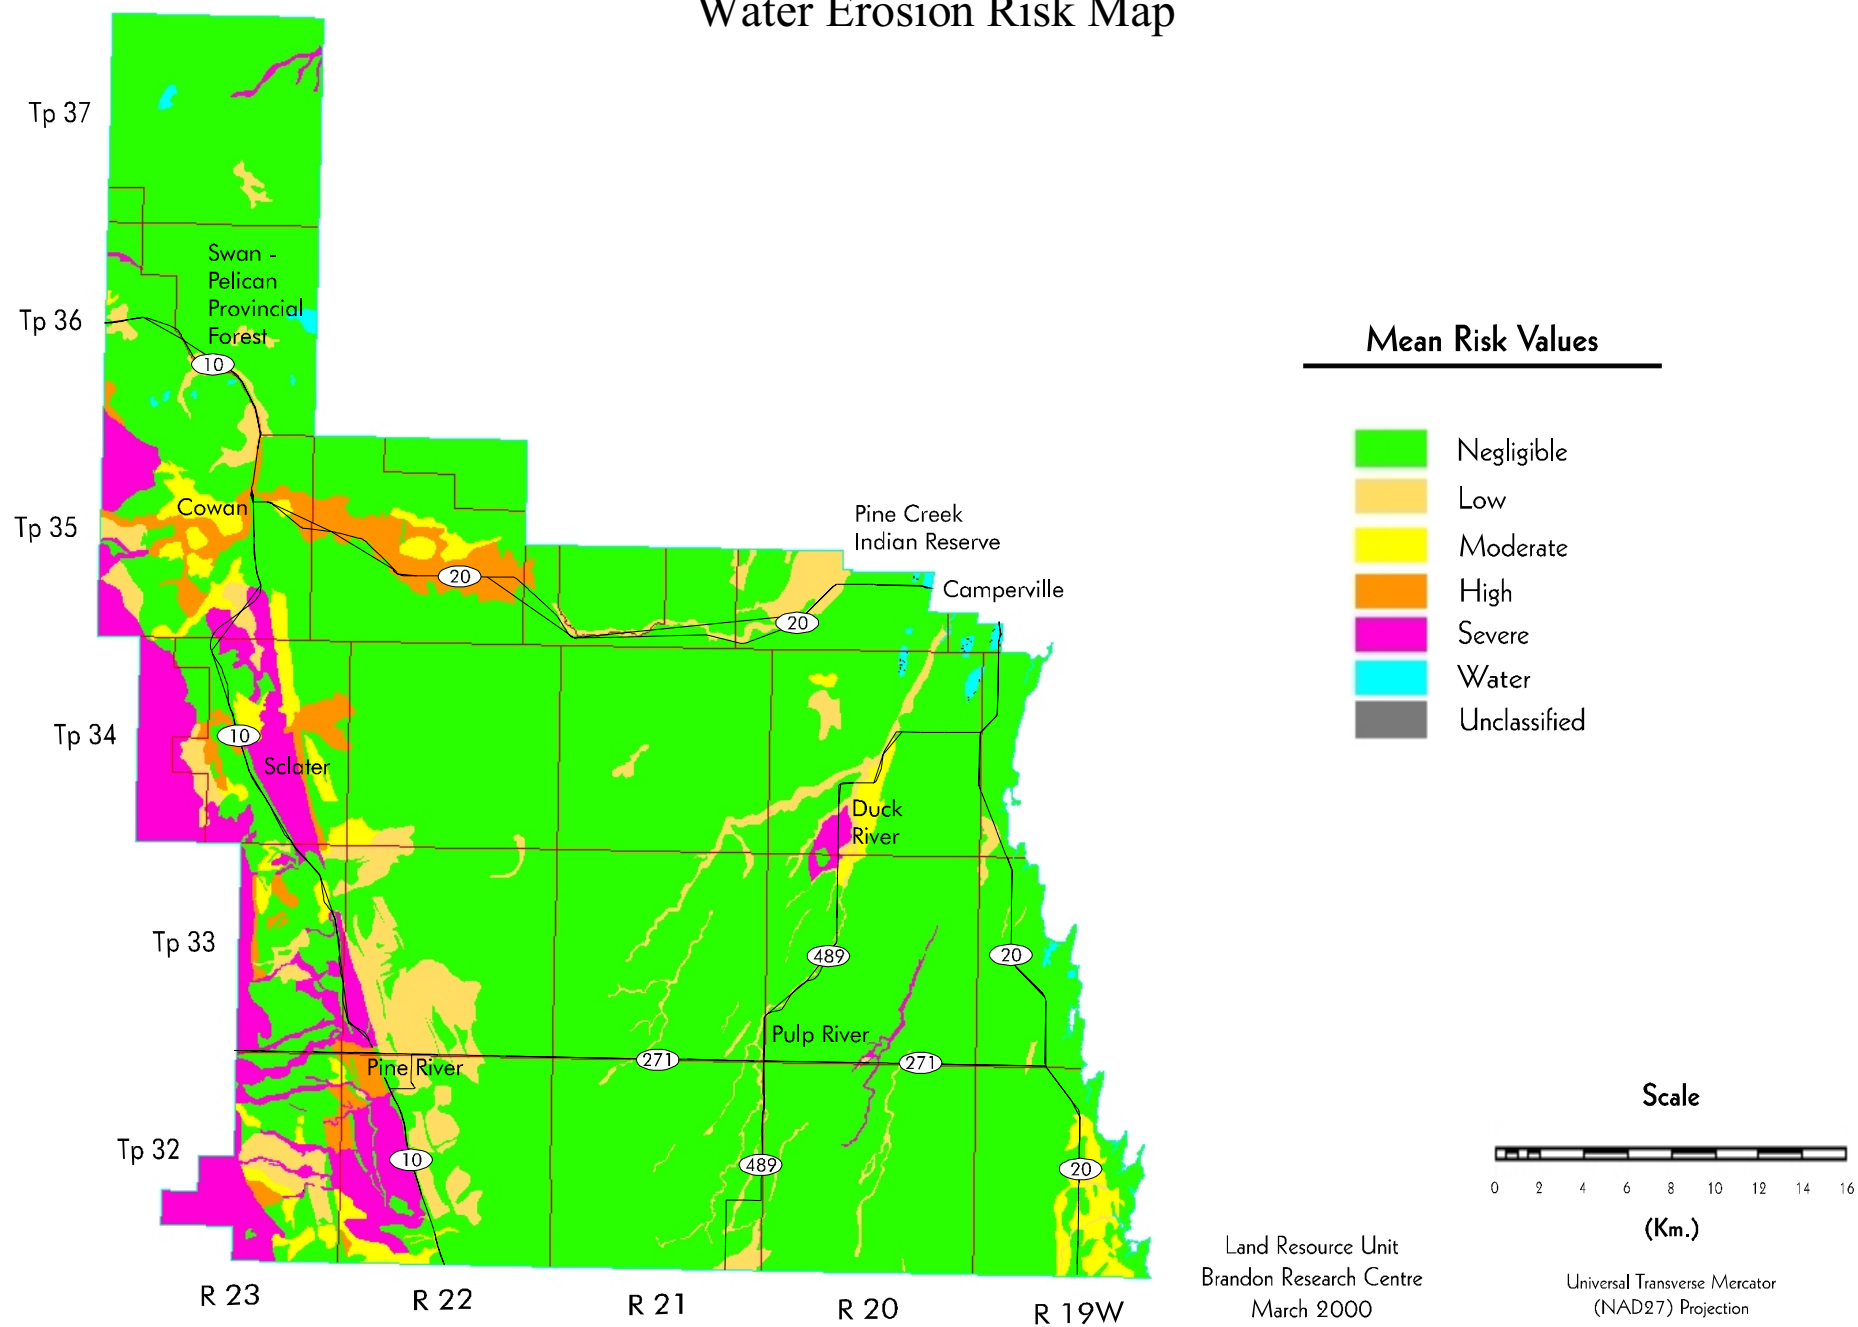 Water Erosion Risk Map
Tp 37
Swan -
Pelican
Provincial
Forest
Tp 36
10
Mean Risk Values
Negligible
Low
Moderate
High
Severe
Water
Unclassified
Cowan
Tp 35
Pine Creek
Indian Reserve
20
Camperville
20
Tp 34
10
Sclater
Duck
River
Tp 33
489
20
Pulp River
271
271
Pine River
Tp 32
10
489
20
Scale
0 2 4 6 8 10 12 14 16
(Km.)
Land Resource Unit
Brandon Research Centre
March 2000
Universal Transverse Mercator
(NAD27) Projection
R 23
R 22
R 21
R 20
R 19W